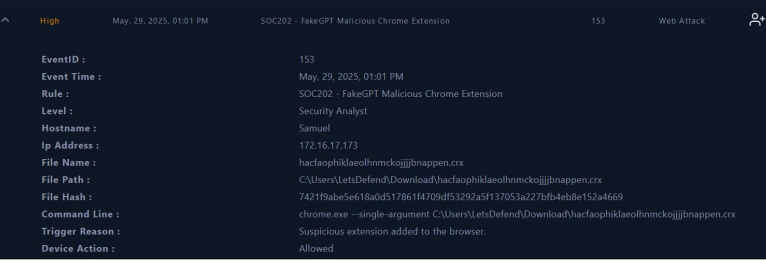 High May, 29, 2025, 01:01 PM SOC202 - FakeGPT Malicious Chrome Extension 153 Web Attack
EventID : 153
Event Time : May, 29, 2025, 01:01 PM
Rule : SOC202 - FakeGPT Malicious Chrome Extension
Level : Security Analyst
Hostname : Samuel
Ip Address : 172.16.17.173
File Name : hacfaophiklaeolhnmckojjjjbnappen.crx
File Path : C:\Users\LetsDefend\Download\hacfaophiklaeolhnmckojjjjbnappen.crx
File Hash : 7421f9abe5e618a0d517861f4709df53292a5f137053a227bfb4eb8e152a4669
Command Line : chrome.exe --single-argument C:\Users\LetsDefend\Download\hacfaophiklaeolhnmckojjjjbnappen.crx
Trigger Reason : Suspicious extension added to the browser.
Device Action : Allowed